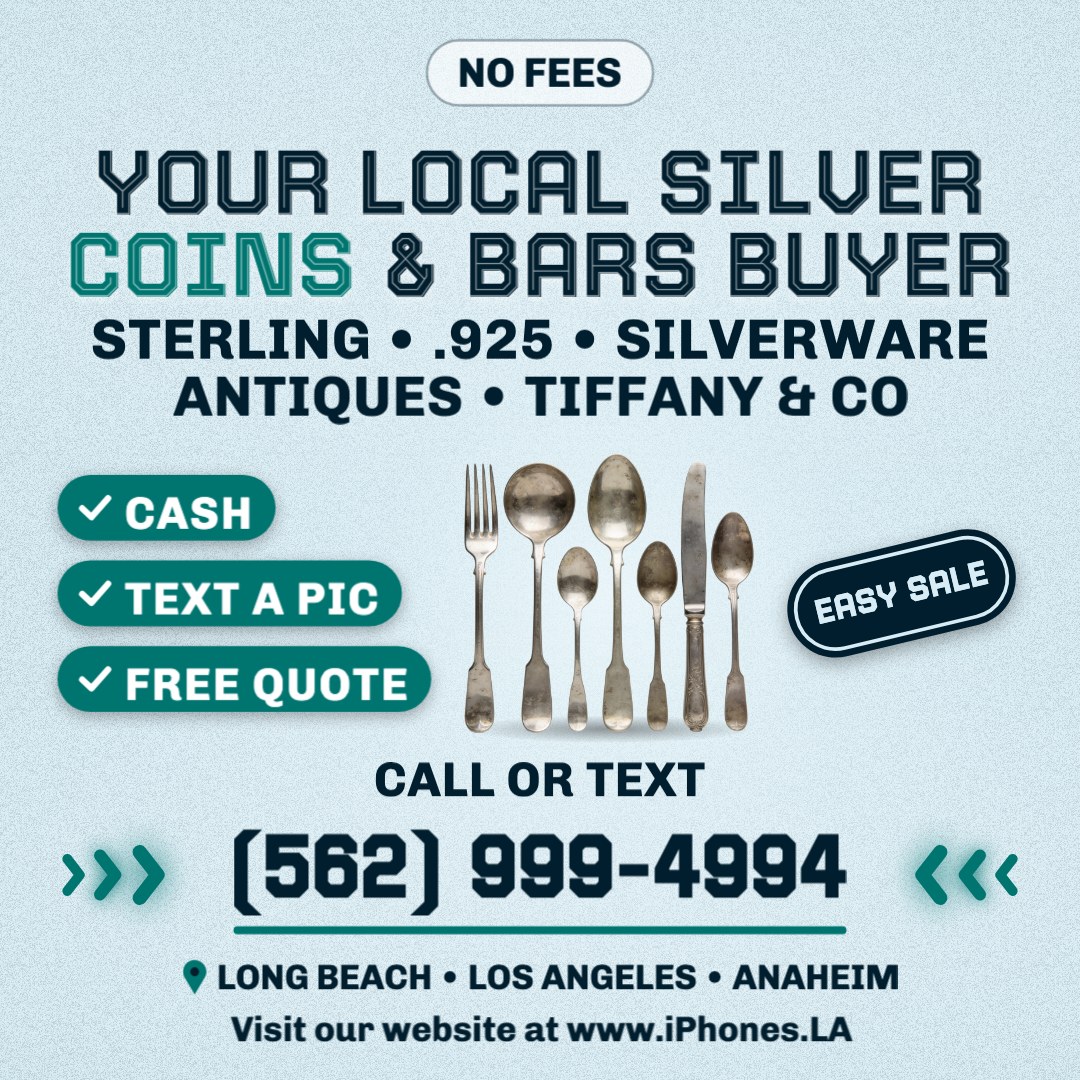 NO FEES
YOUR LOCAL SILVER
COINS & BARS BUYER
STERLING • .925 • SILVERWARE
ANTIQUES • TIFFANY & CO
CASH
TEXT A PIC
FREE QUOTE
EASY SALE
CALL OR TEXT
(562) 999-4994
LONG BEACH • LOS ANGELES • ANAHEIM
Visit our website at www.iPhones.LA